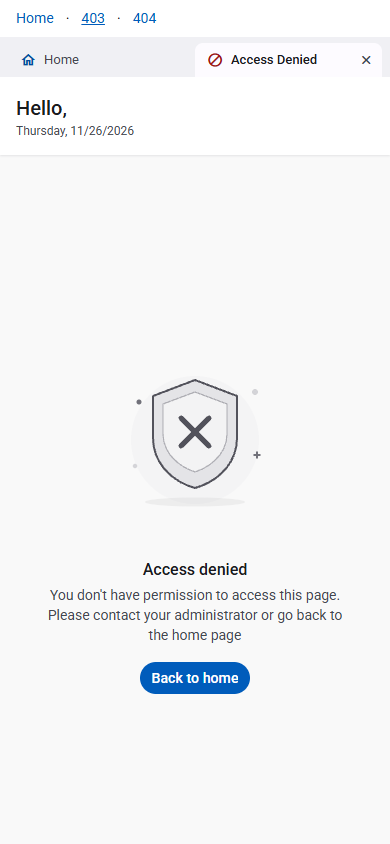 Home · 403 · 404
Home Access Denied
Hello,
Thursday, 11/26/2026
Access denied
You don't have permission to access this page.
Please contact your administrator or go back to
the home page
Back to home